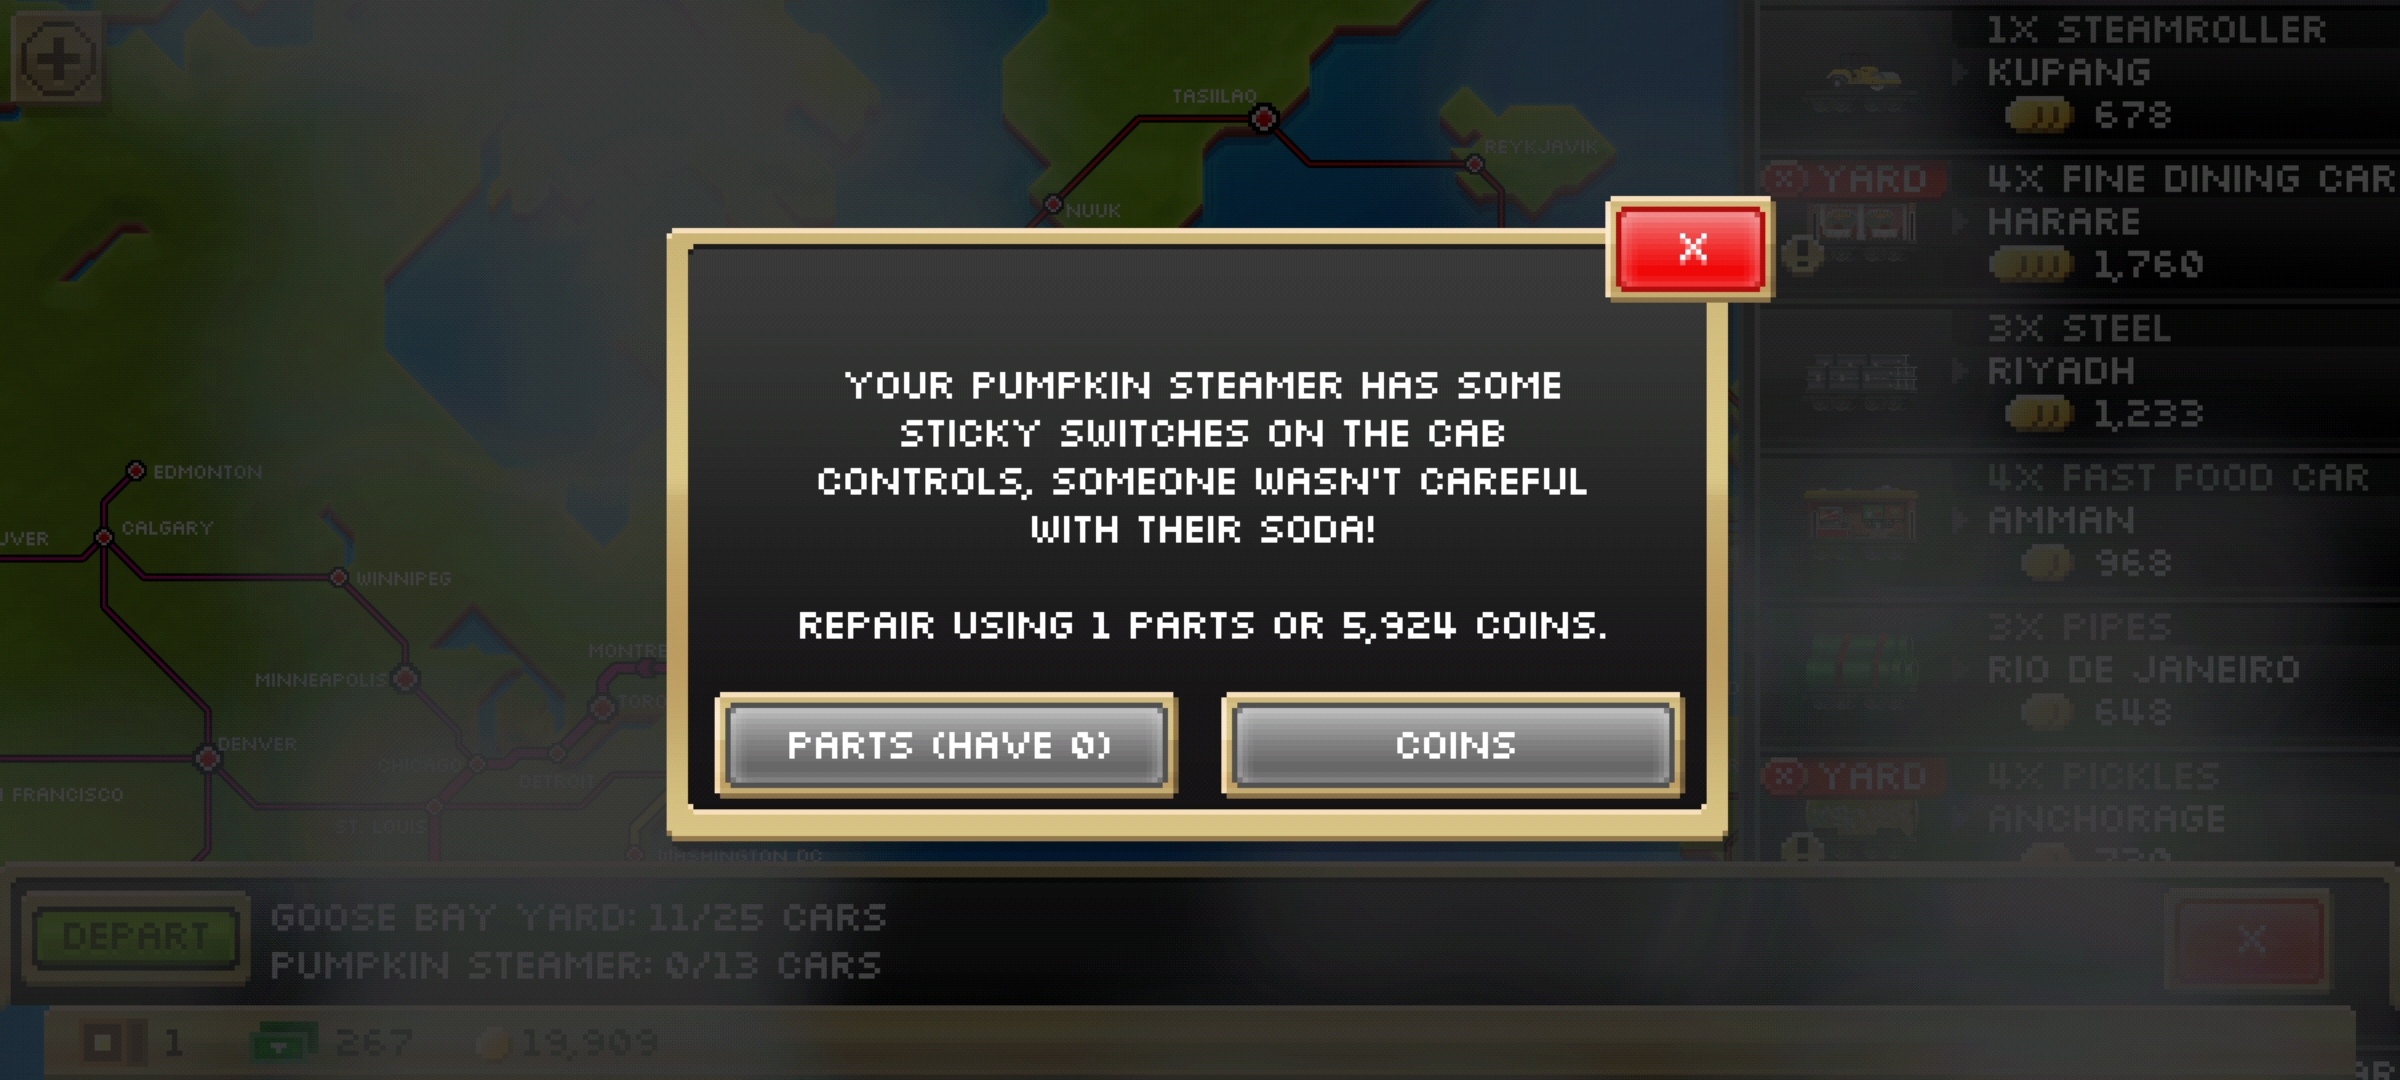 1X STEAMROLLER
KUPANG
678
TASIILAQ
REYKJAVIK
NUUK
YARD
4X FINE DINING CAR
HARARE
1,760
X
YOUR PUMPKIN STEAMER HAS SOME
STICKY SWITCHES ON THE CAB
CONTROLS, SOMEONE WASN'T CAREFUL
WITH THEIR SODA!
REPAIR USING 1 PARTS OR 5,924 COINS.
PARTS (HAVE 0)
COINS
3X STEEL
RIYADH
1,233
4X FAST FOOD CAR
AMMAN
968
3X PIPES
RIO DE JANEIRO
648
YARD
4X PICKLES
ANCHORAGE
EDMONTON
CALGARY
UVER
WINNIPEG
MONTRE
MINNEAPOLIS
TORO
DENVER
CHICAGO
DETROIT
FRANCISCO
ST. LOUIS
WASHINGTON DC
DEPART
GOOSE BAY YARD: 11/25 CARS
PUMPKIN STEAMER: 0/13 CARS
X
1
267
19,909